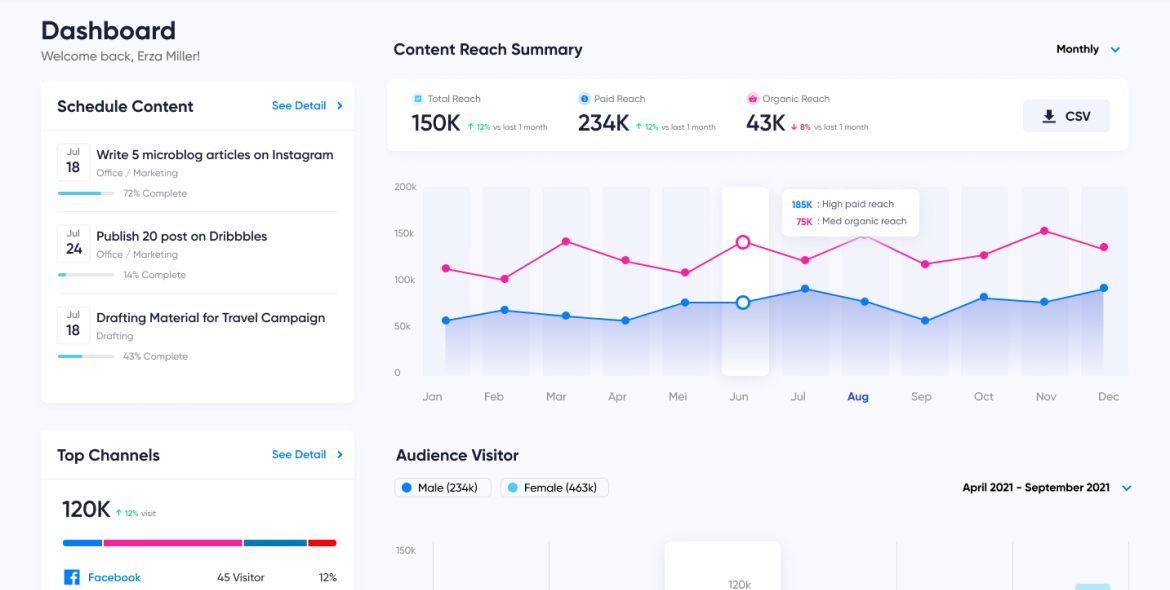 Dashboard
Welcome back, Erza Miller!
Schedule Content
See Detail
Jul
18
Write 5 microblog articles on Instagram
Office / Marketing
72% Complete
Jul
24
Publish 20 post on Dribbbles
Office / Marketing
14% Complete
Jul
18
Drafting Material for Travel Campaign
Drafting
43% Complete
Top Channels
See Detail
120K 12% visit
Facebook 45 Visitor 12%
Content Reach Summary
Monthly
Total Reach
150K 12% vs last 1 month
Paid Reach
234K 12% vs last 1 month
Organic Reach
43K 8% vs last 1 month
CSV
200k
150k
100k
50k
0
185K : High paid reach
75K : Med organic reach
Jan Feb Mar Apr Mei Jun Jul Aug Sep Oct Nov Dec
Audience Visitor
Male (234k) Female (463k)
April 2021 - September 2021
150k
120k